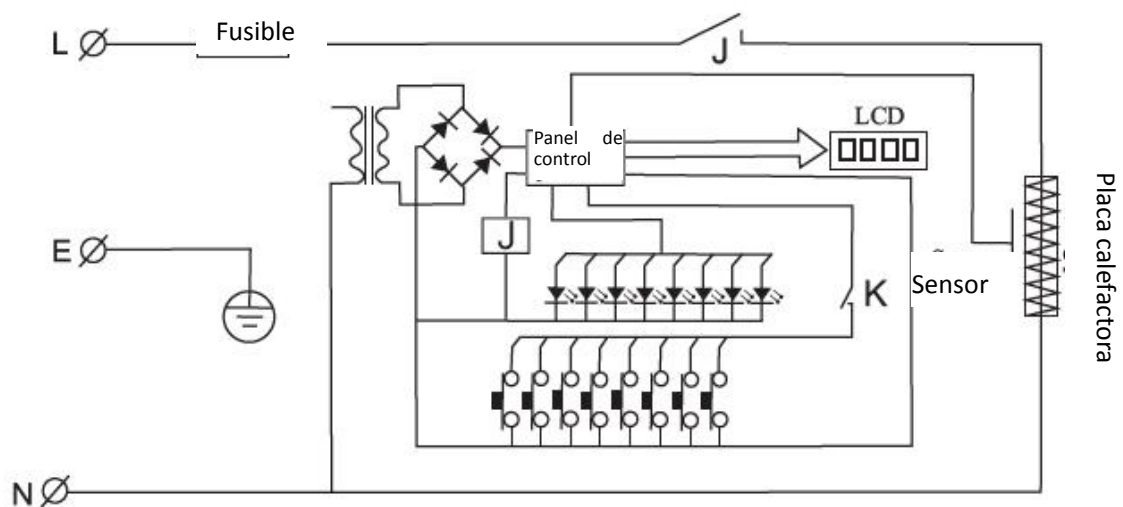 L
Fusible
J
LCD
Panel de
control
Placa calefactora
J
E
K
Sensor
N